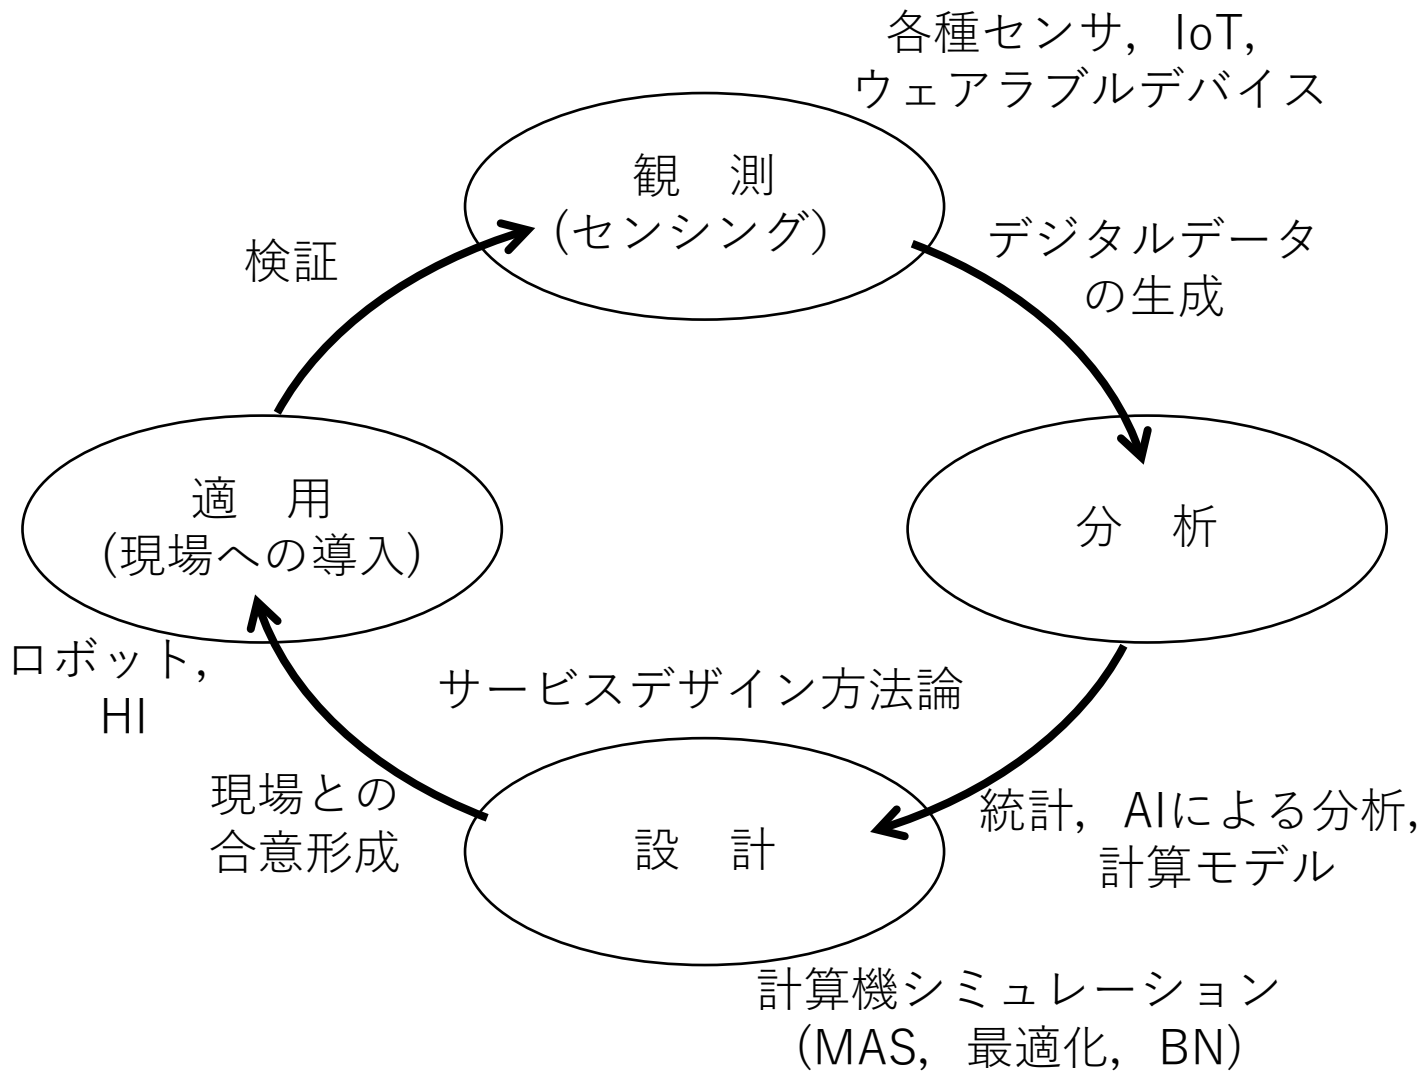 各種センサ，IoT，
ウェアラブルデバイス
観　測
(センシング)
検証
デジタルデータ
の生成
適　用
(現場への導入)
分　析
ロボット，
HI
サービスデザイン方法論
現場との
合意形成
設　計
統計，AIによる分析，
計算モデル
計算機シミュレーション
(MAS，最適化，BN)